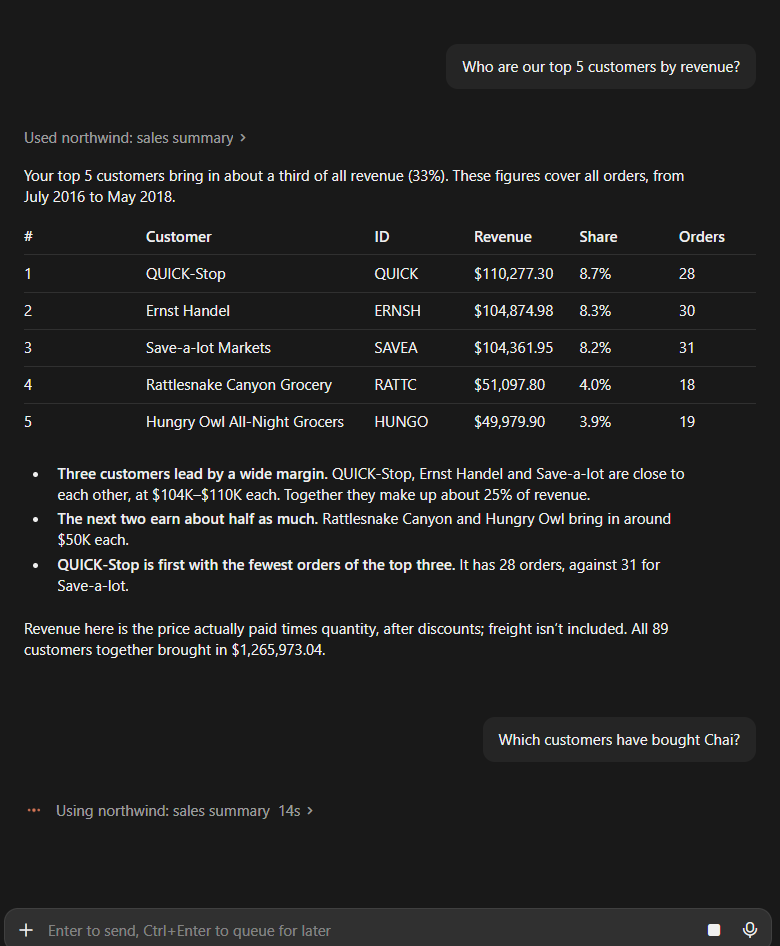 Who are our top 5 customers by revenue?
Used northwind: sales summary >
Your top 5 customers bring in about a third of all revenue (33%). These figures cover all orders, from
July 2016 to May 2018.
# Customer ID Revenue Share Orders
1 QUICK-Stop QUICK $110,277.30 8.7% 28
2 Ernst Handel ERNSH $104,874.98 8.3% 30
3 Save-a-lot Markets SAVEA $104,361.95 8.2% 31
4 Rattlesnake Canyon Grocery RATTC $51,097.80 4.0% 18
5 Hungry Owl All-Night Grocers HUNGO $49,979.90 3.9% 19
• Three customers lead by a wide margin. QUICK-Stop, Ernst Handel and Save-a-lot are close to
each other, at $104K–$110K each. Together they make up about 25% of revenue.
• The next two earn about half as much. Rattlesnake Canyon and Hungry Owl bring in around
$50K each.
• QUICK-Stop is first with the fewest orders of the top three. It has 28 orders, against 31 for
Save-a-lot.
Revenue here is the price actually paid times quantity, after discounts; freight isn’t included. All 89
customers together brought in $1,265,973.04.
Which customers have bought Chai?
Using northwind: sales summary 14s >
Enter to send, Ctrl+Enter to queue for later